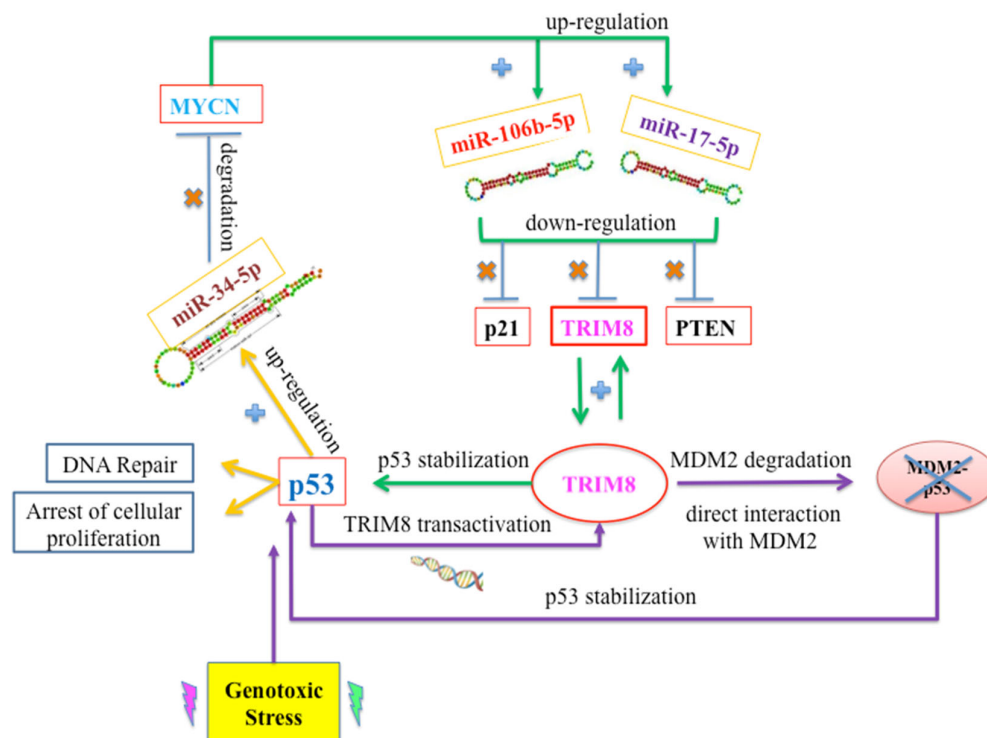 up-regulation
MYCN
miR-106b-5p
miR-17-5p
degradation
down-regulation
miR-34-5p
p21
TRIM8
PTEN
up-regulation
DNA Repair
p53 stabilization
TRIM8
MDM2 degradation
MDM2-
p53
p53
Arrest of cellular
proliferation
TRIM8 transactivation
direct interaction
with MDM2
p53 stabilization
Genotoxic
Stress